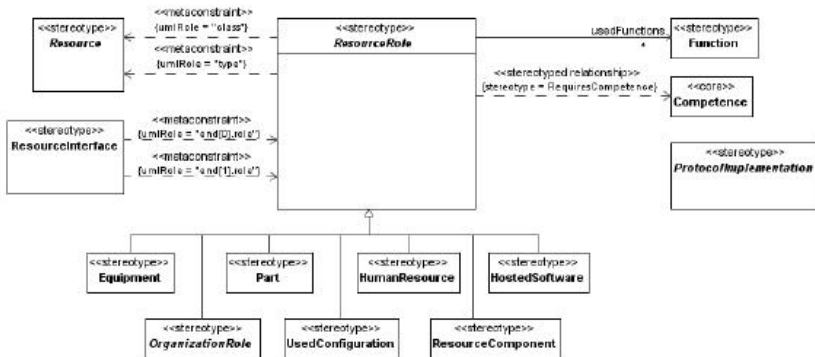 <<stereotype>>
Resource
<<metaconstraint>>
{umlRole = "class"}
<<metaconstraint>>
{umlRole = "type"}
<<stereotype>>
ResourceRole
usedFunctions
*
<<stereotype>>
Function
<<stereotyped relationship>>
{stereotype = RequiresCompetence}
<<core>>
Competence
<<stereotype>>
ResourceInterface
<<metaconstraint>>
{umlRole = "end[0].role"}
<<metaconstraint>>
{umlRole = "end[1].role"}
<<stereotype>>
ProtocolImplementation
<<stereotype>>
Equipment
<<stereotype>>
Part
<<stereotype>>
HumanResource
<<stereotype>>
HostedSoftware
<<stereotype>>
OrganizationRole
<<stereotype>>
UsedConfiguration
<<stereotype>>
ResourceComponent